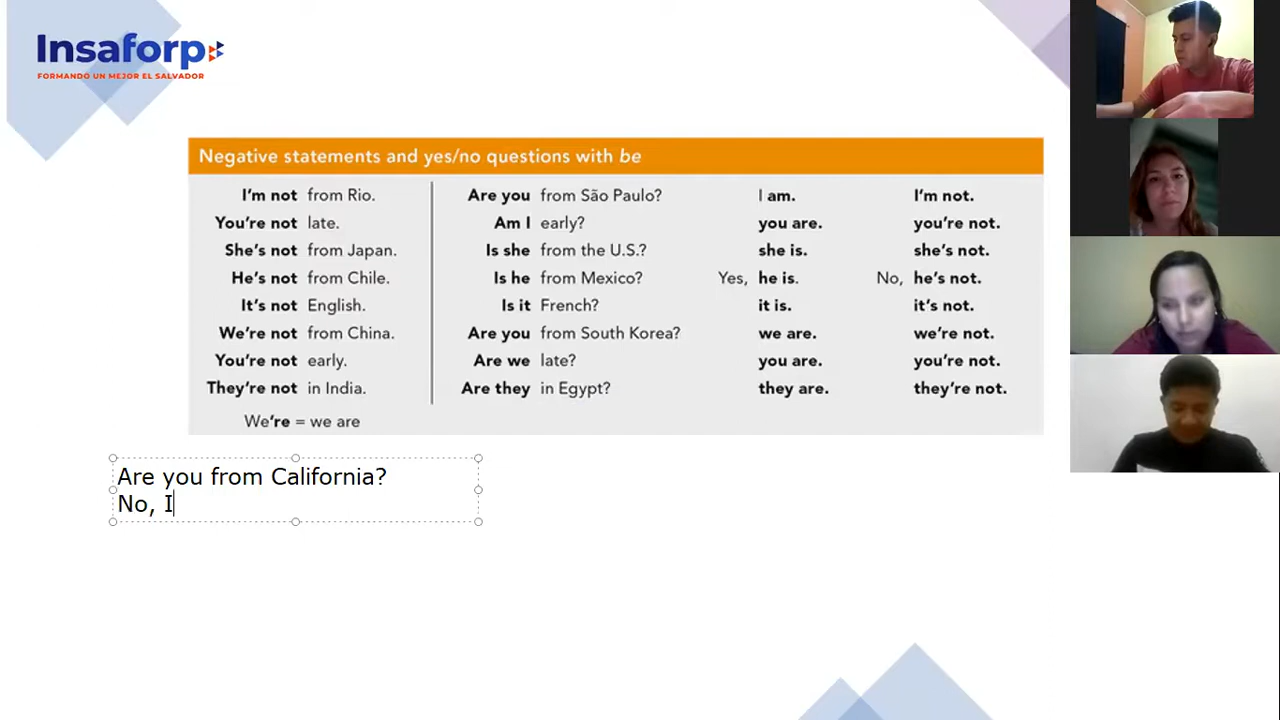 Insaforp
FORMANDO UN MEJOR EL SALVADOR
Negative statements and yes/no questions with be
I'm not from Rio. Are you from São Paulo? I am. I'm not.
You're not late. Am I early? you are. you're not.
She's not from Japan. Is she from the U.S.? she is. she's not.
He's not from Chile. Is he from Mexico? Yes, he is. No, he's not.
It's not English. Is it French? it is. it's not.
We're not from China. Are you from South Korea? we are. we're not.
You're not early. Are we late? you are. you're not.
They're not in India. Are they in Egypt? they are. they're not.
We're = we are
Are you from California?
No, I